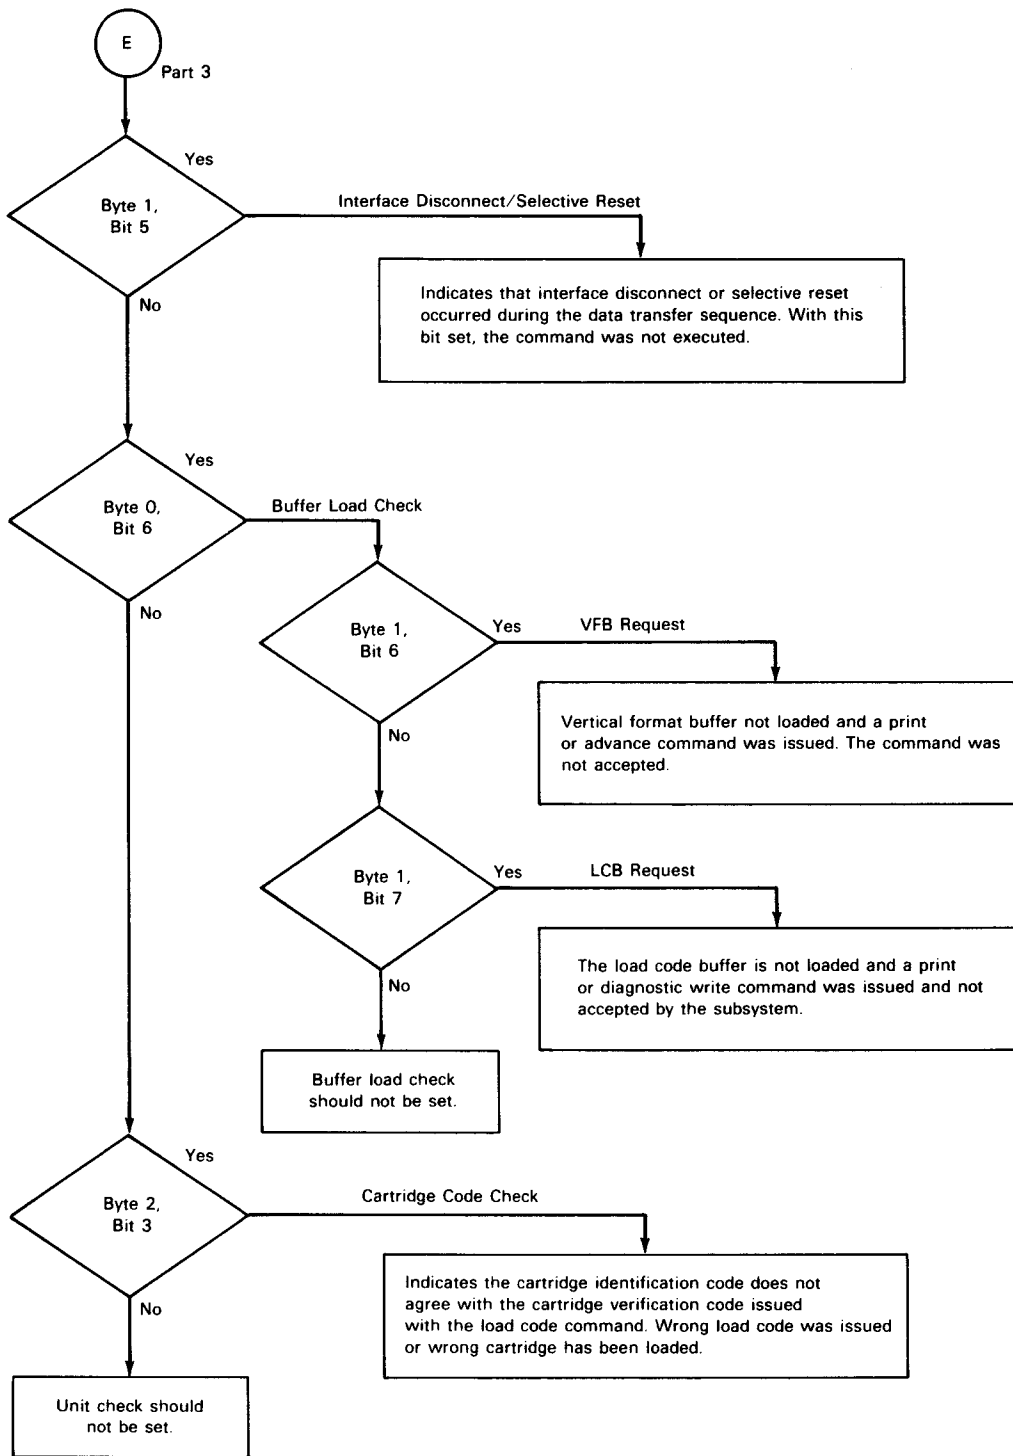 E
Part 3
Yes
Byte 1,
Bit 5
Interface Disconnect/Selective Reset
No
Indicates that interface disconnect or selective reset
occurred during the data transfer sequence. With this
bit set, the command was not executed.
Yes
Byte 0,
Bit 6
Buffer Load Check
No
Byte 1,
Bit 6
Yes
VFB Request
No
Vertical format buffer not loaded and a print
or advance command was issued. The command was
not accepted.
Byte 1,
Bit 7
Yes
LCB Request
No
The load code buffer is not loaded and a print
or diagnostic write command was issued and not
accepted by the subsystem.
Buffer load check
should not be set.
Yes
Byte 2,
Bit 3
Cartridge Code Check
No
Indicates the cartridge identification code does not
agree with the cartridge verification code issued
with the load code command. Wrong load code was issued
or wrong cartridge has been loaded.
Unit check should
not be set.